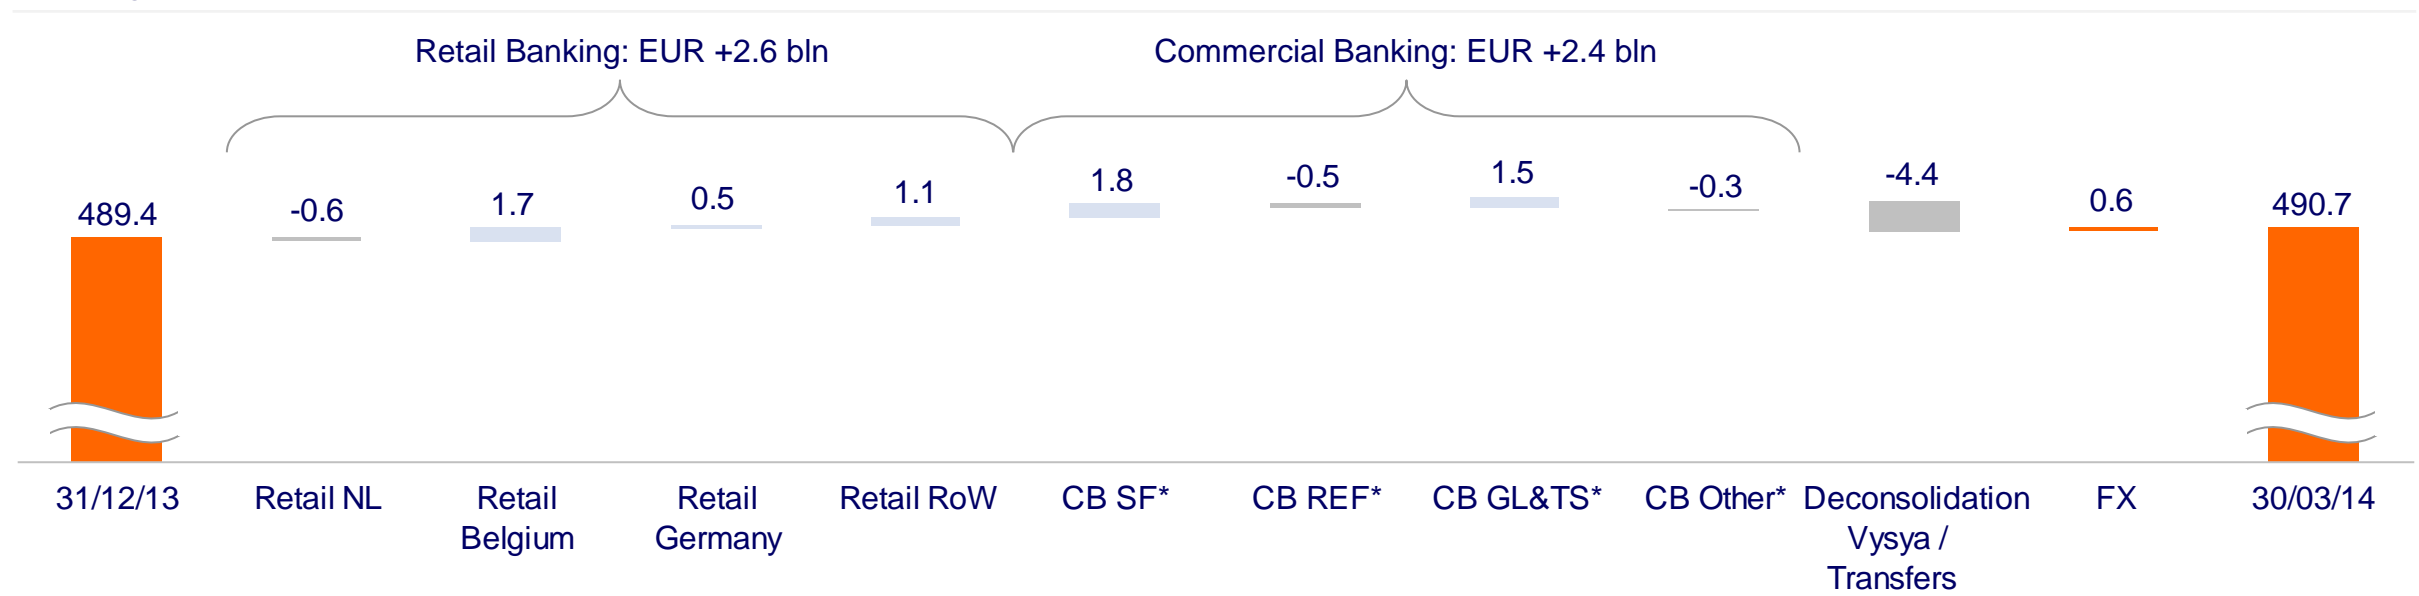 Retail Banking: EUR +2.6 bln
Commercial Banking: EUR +2.4 bln
489.4
-0.6
1.7
0.5
1.1
1.8
-0.5
1.5
-0.3
-4.4
0.6
490.7
31/12/13
Retail NL
Retail
Belgium
Retail
Germany
Retail RoW
CB SF*
CB REF*
CB GL&TS*
CB Other*
Deconsolidation
Vysya /
Transfers
FX
30/03/14